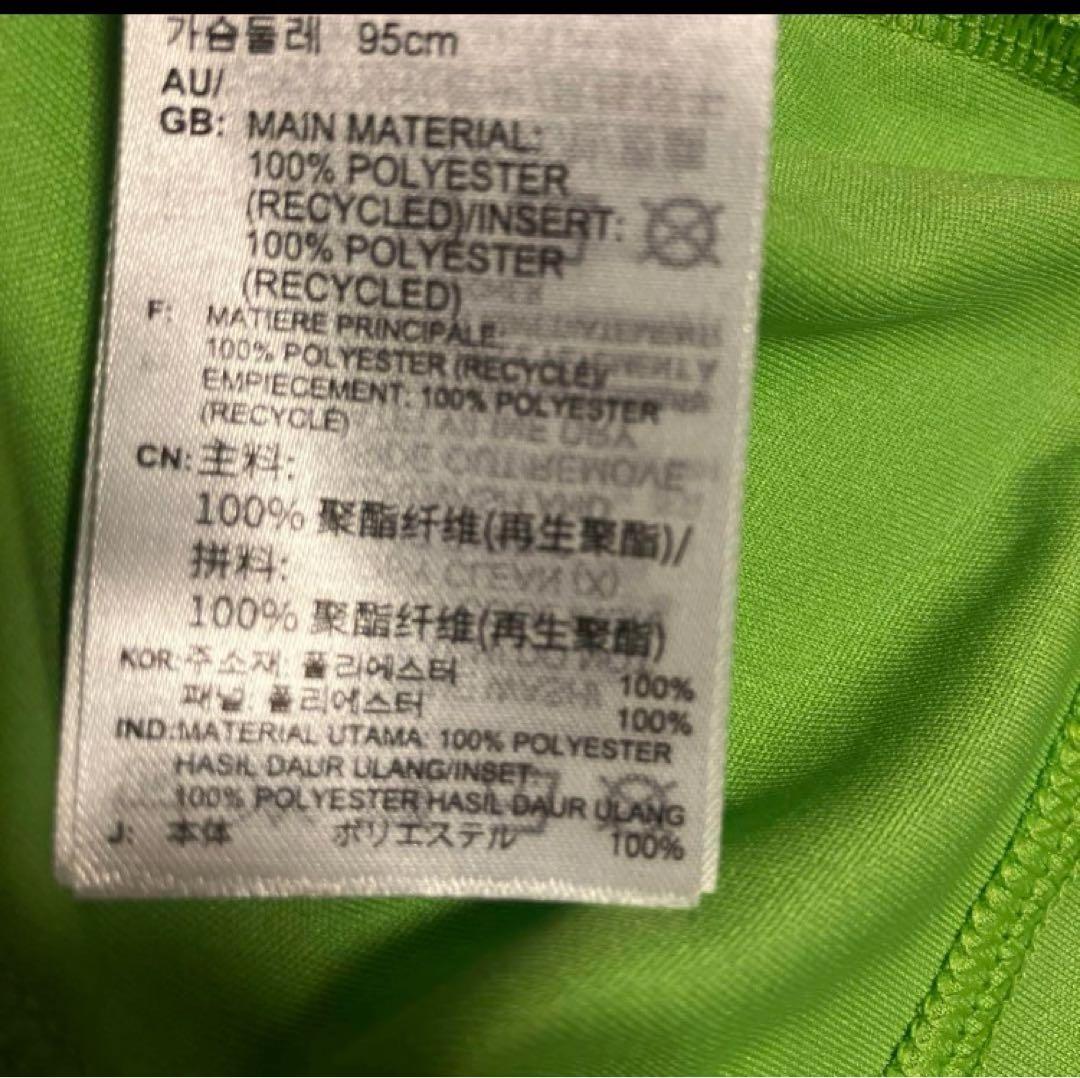 가슴둘레 95cm
AU/
GB: MAIN MATERIAL:
100% POLYESTER
(RECYCLED)/INSERT:
100% POLYESTER
(RECYCLED)
F: MATIERE PRINCIPALE:
100% POLYESTER (RECYCLÉ)/
EMPIECEMENT: 100% POLYESTER
(RECYCLÉ)
CN: 主料:
100% 聚酯纤维(再生聚酯)/
拼料:
100% 聚酯纤维(再生聚酯)
KOR: 주소재: 폴리에스터 100%
패널: 폴리에스터 100%
IND: MATERIAL UTAMA: 100% POLYESTER
HASIL DAUR ULANG/INSET:
100% POLYESTER HASIL DAUR ULANG
J: 本体 ポリエステル 100%